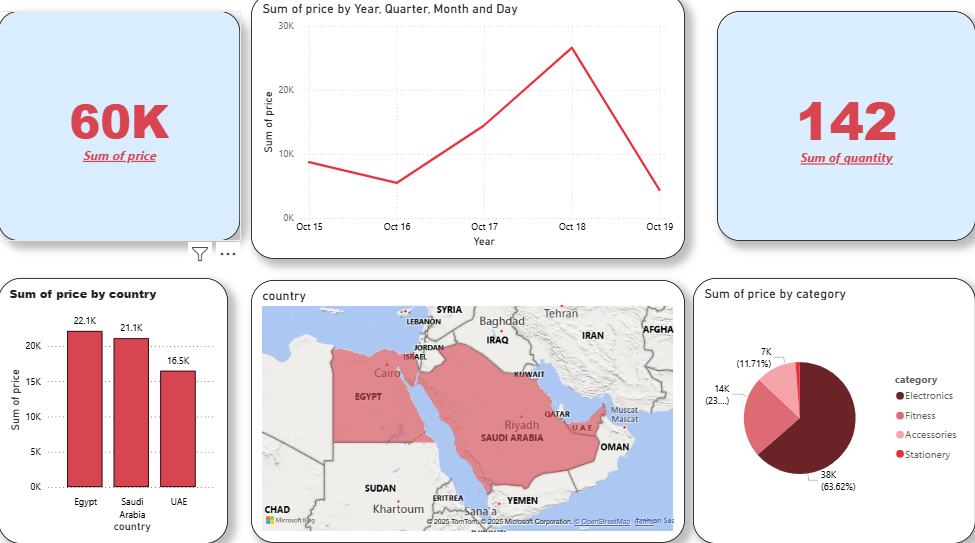 60K
Sum of price
Sum of price by Year, Quarter, Month and Day
Sum of price
30K
20K
10K
0K
Oct 15
Oct 16
Oct 17
Oct 18
Oct 19
Year
142
Sum of quantity
Sum of price by country
Sum of price
20K
15K
10K
5K
0K
22.1K
21.1K
16.5K
Egypt
Saudi
Arabia
UAE
country
country
SYRIA
LEBANON
Baghdad
Tehran
IRAQ
IRAN
AFGHA
JORDAN
ISRAEL
Cairo
KUWAIT
EGYPT
QATAR
Muscat
Mascat
Riyadh
U.A.E.
SAUDI ARABIA
OMAN
SUDAN
ERITREA
YEMEN
CHAD
Khartoum
Sana'a
Microsoft Bing
© 2025 TomTom, © 2025 Microsoft Corporation, © OpenStreetMap
Sum of price by category
7K
(11.71%)
14K
(23....)
38K
(63.62%)
category
Electronics
Fitness
Accessories
Stationery